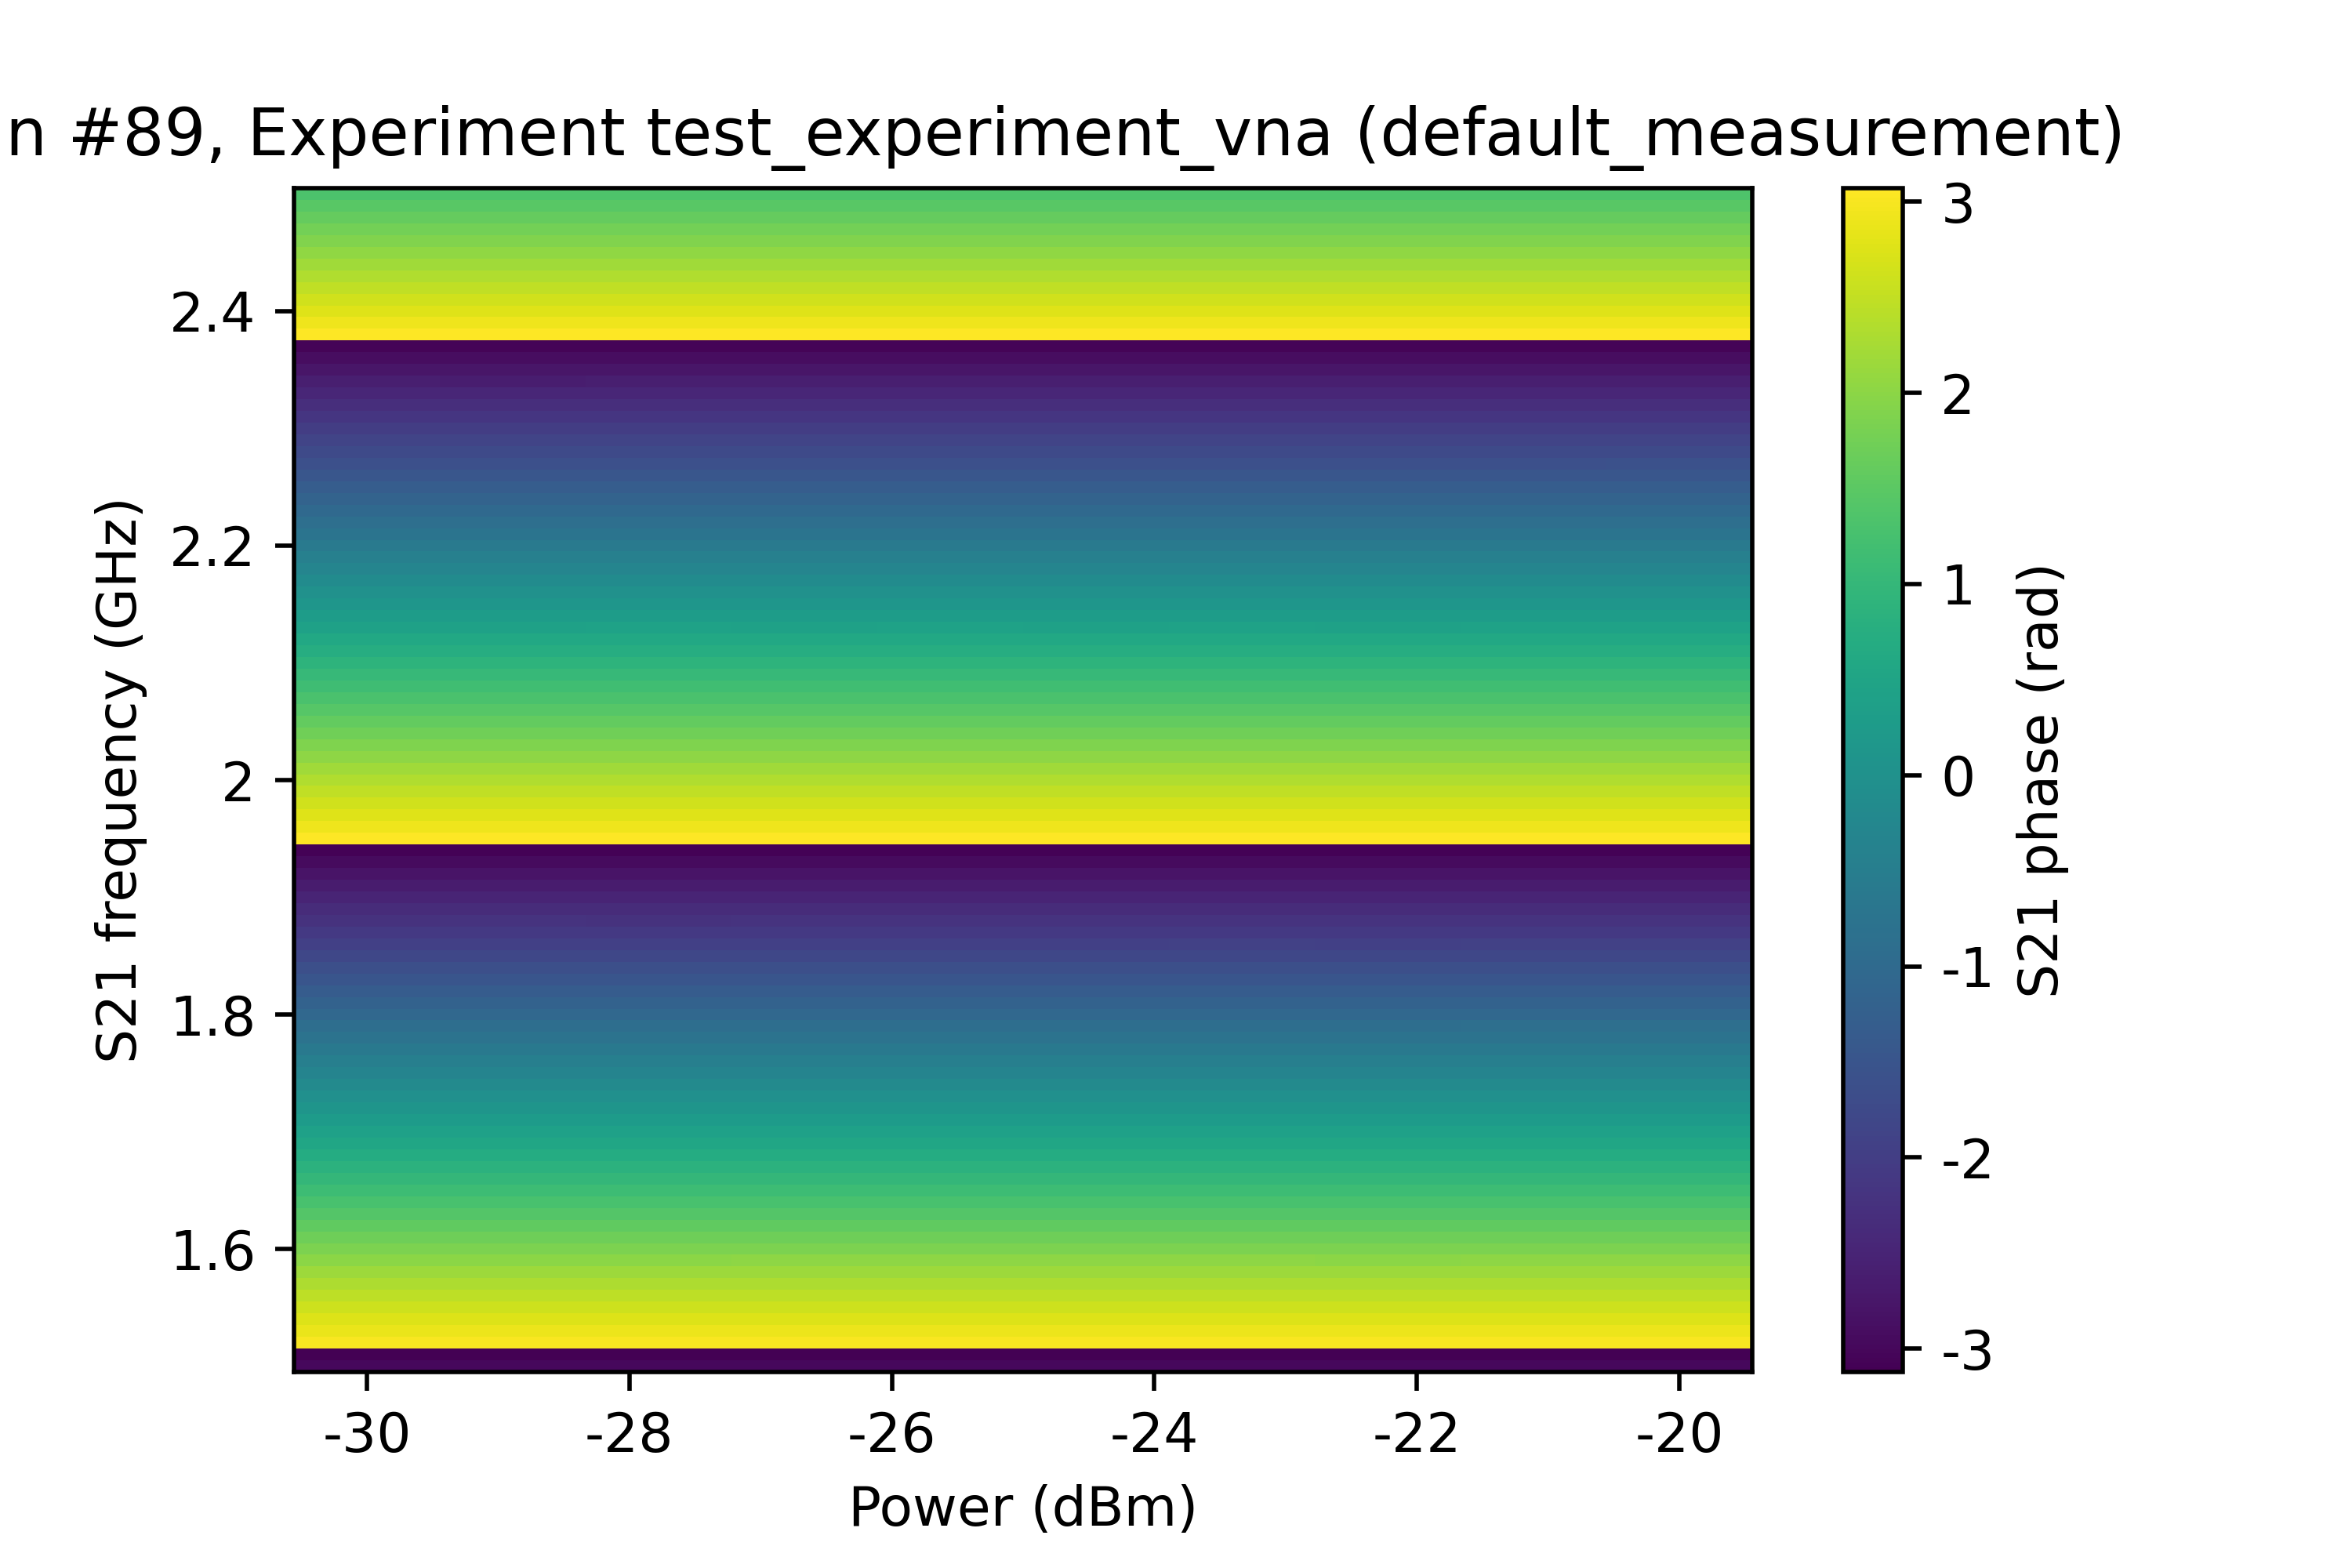 n #89, Experiment test_experiment_vna (default_measurement)
S21 frequency (GHz)
2.4
2.2
2
1.8
1.6
-30 -28 -26 -24 -22 -20
Power (dBm)
3
2
1
0
-1
-2
-3
S21 phase (rad)